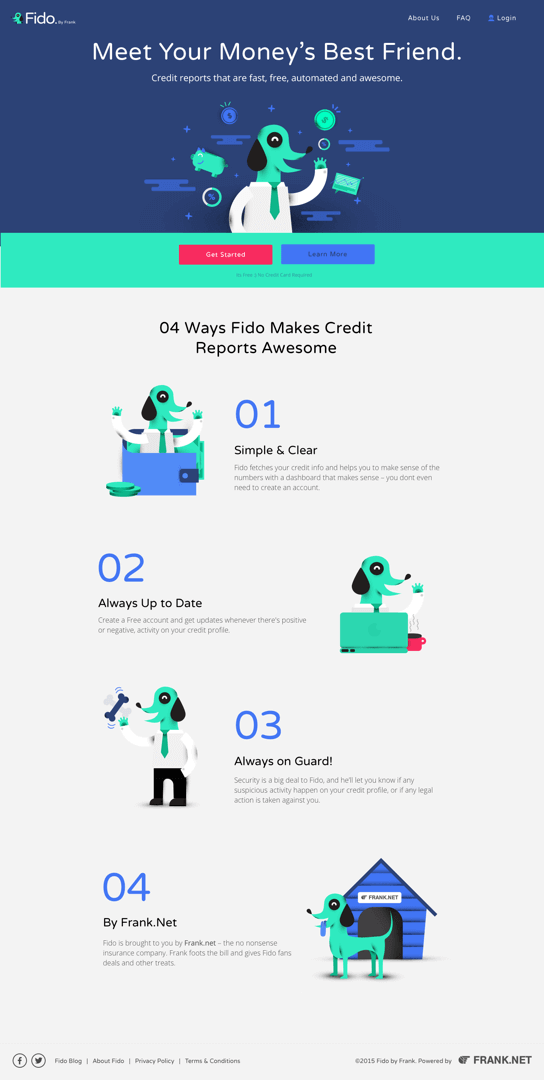 Fido. By Frank
About Us FAQ Login
Meet Your Money's Best Friend.
Credit reports that are fast, free, automated and awesome.
Get Started Learn More
Its Free | No Credit Card Required
04 Ways Fido Makes Credit
Reports Awesome
01
Simple & Clear
Fido fetches your credit info and helps you to make sense of the
numbers with a dashboard that makes sense – you dont even
need to create an account.
02
Always Up to Date
Create a Free account and get updates whenever there's positive
or negative, activity on your credit profile.
03
Always on Guard!
Security is a big deal to Fido, and he'll let you know if any
suspicious activity happen on your credit profile, or if any legal
action is taken against you.
04
FRANK.NET
By Frank.Net
Fido is brought to you by Frank.net – the no nonsense
insurance company. Frank foots the bill and gives Fido fans
deals and other treats.
Fido Blog | About Fido | Privacy Policy | Terms & Conditions
©2015 Fido by Frank. Powered by FRANK.NET